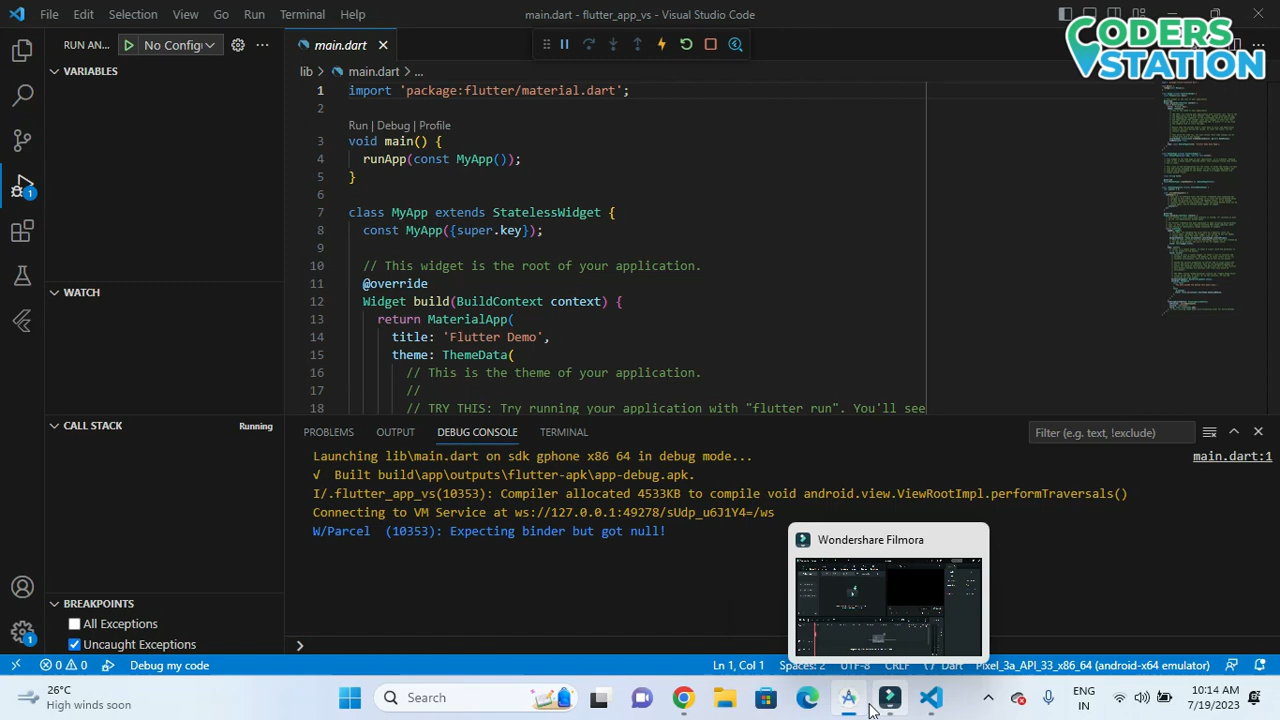 File Edit Selection View Go Run Terminal Help
main.dart - flutter_app_vs - Visual Studio Code
CODERS
STATION
RUN AN...
No Config
main.dart
VARIABLES
lib > main.dart > ...
1 import 'package:flutter/material.dart';
2
Run | Debug | Profile
3 void main() {
4 runApp(const MyApp());
5 }
6
7 class MyApp extends StatelessWidget {
8 const MyApp({super.key});
9
10 // This widget is the root of your application.
11 @override
12 Widget build(BuildContext context) {
13 return MaterialApp(
14 title: 'Flutter Demo',
15 theme: ThemeData(
16 // This is the theme of your application.
17 //
18 // TRY THIS: Try running your application with "flutter run". You'll see
1
WATCH
CALL STACK
Running
PROBLEMS OUTPUT DEBUG CONSOLE TERMINAL
Filter (e.g. text, !exclude)
Launching lib\main.dart on sdk gphone x86 64 in debug mode...
main.dart:1
√ Built build\app\outputs\flutter-apk\app-debug.apk.
I/.flutter_app_vs(10353): Compiler allocated 4533KB to compile void android.view.ViewRootImpl.performTraversals()
Connecting to VM Service at ws://127.0.0.1:49278/sUdp_u6J1Y4=/ws
W/Parcel (10353): Expecting binder but got null!
Wondershare Filmora
BREAKPOINTS
All Exceptions
Uncaught Exceptions
1
0 0 Debug my code
Ln 1, Col 1 Spaces: 2 UTF-8 CRLF {} Dart Pixel_3a_API_33_x86_64 (android-x64 emulator)
26°C
High winds soon
Search
ENG
IN
10:14 AM
7/19/2023